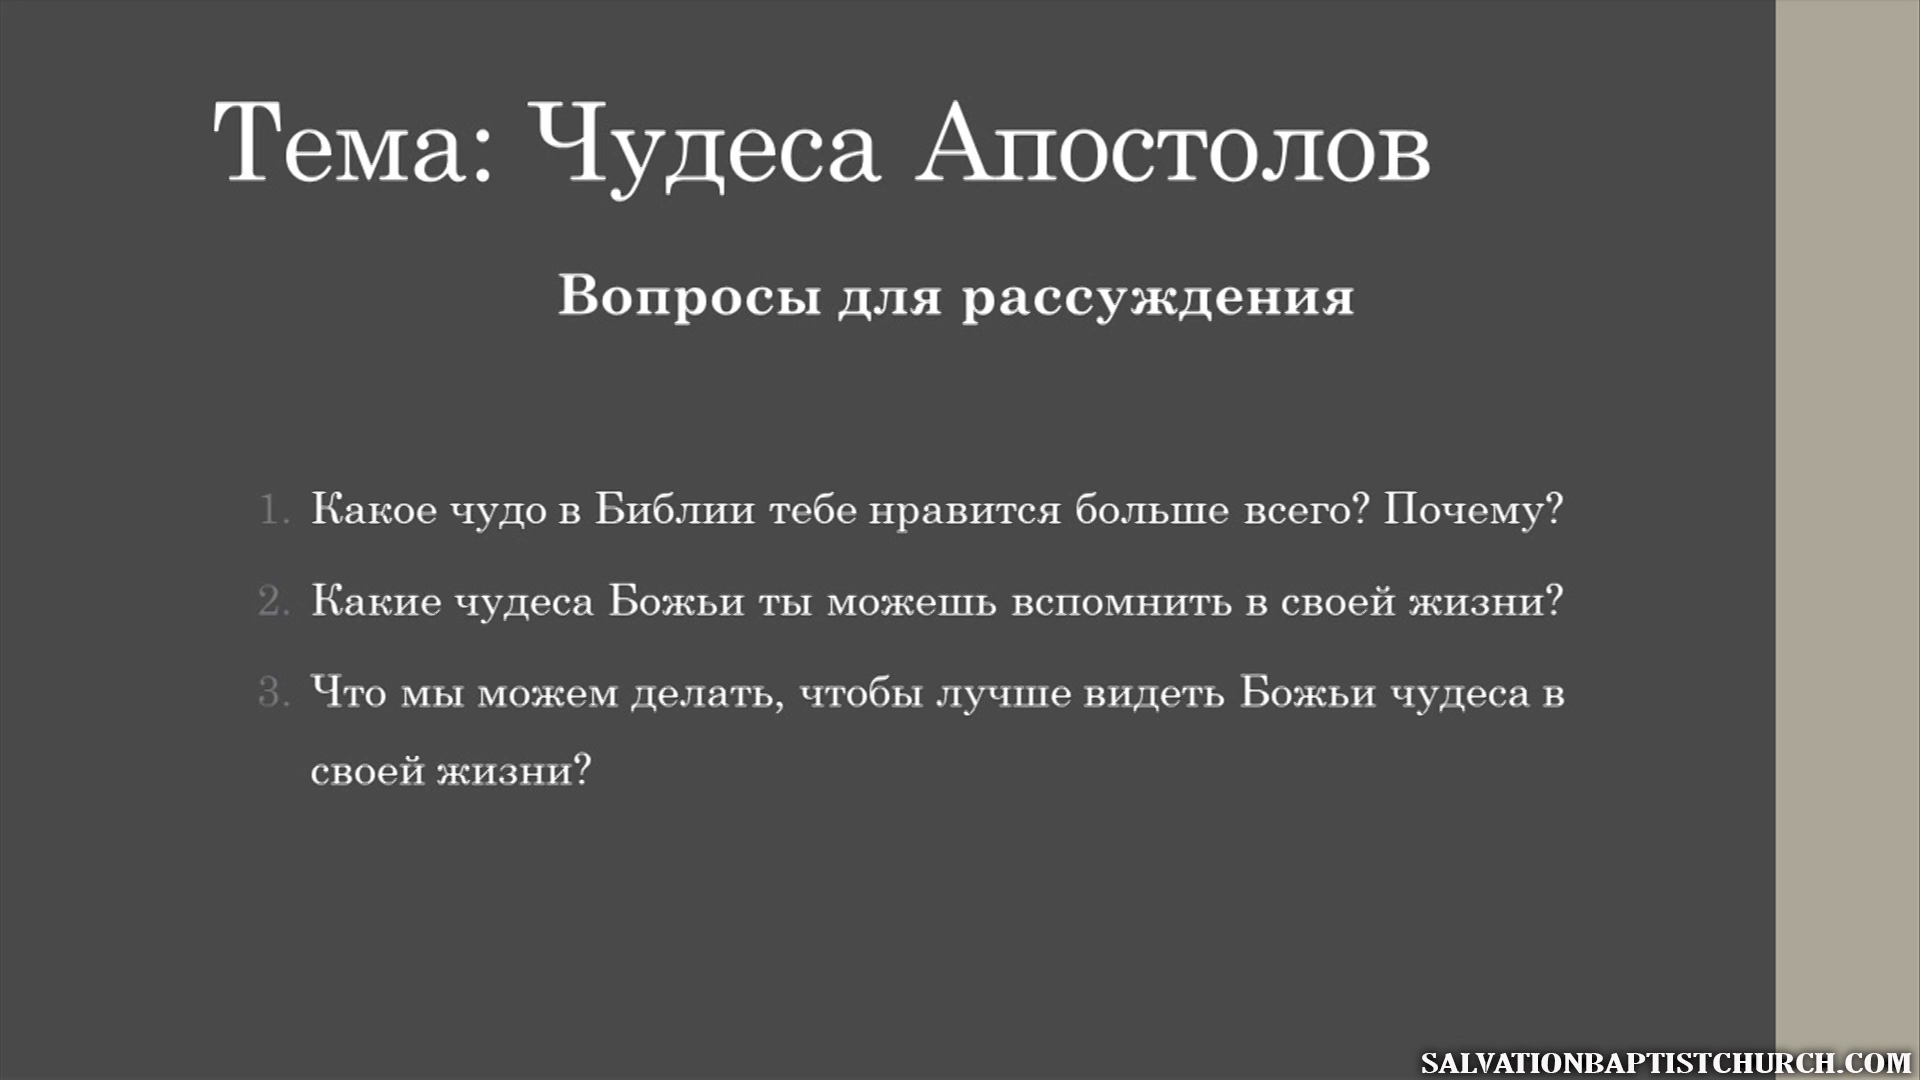 Тема: Чудеса Апостолов
Вопросы для рассуждения
1. Какое чудо в Библии тебе нравится больше всего? Почему?
2. Какие чудеса Божьи ты можешь вспомнить в своей жизни?
3. Что мы можем делать, чтобы лучше видеть Божьи чудеса в
своей жизни?
SALVATIONBAPTISTCHURCH.COM